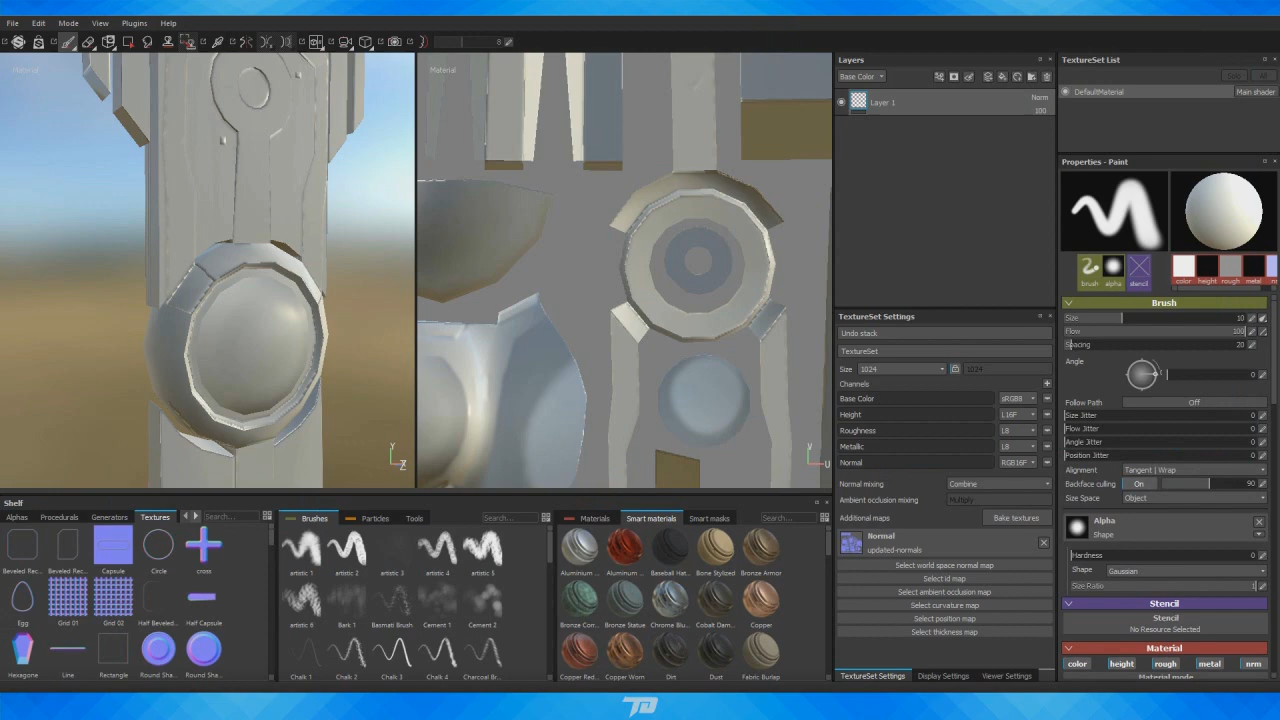 File Edit Mode View Plugins Help
8
Material
Material
Y
Z
V
U
Layers
Base Color
Layer 1
Norm
100
TextureSet Settings
Undo stack
TextureSet
Size 1024 1024
Channels
Base Color sRGB8
Height L16F
Roughness L8
Metallic L8
Normal RGB16F
Normal mixing Combine
Ambient occlusion mixing Multiply
Additional maps Bake textures
Normal
updated-normals
Select world space normal map
Select id map
Select ambient occlusion map
Select curvature map
Select position map
Select thickness map
TextureSet Settings Display Settings Viewer Settings
TextureSet List
Solo All
DefaultMaterial Main shader
Properties - Paint
brush alpha stencil color height rough metal
Brush
Size 10
Flow 100
Spacing 20
Angle
0
Follow Path Off
Size Jitter 0
Flow Jitter 0
Angle Jitter 0
Position Jitter 0
Alignment Tangent | Wrap
Backface culling On 90
Size Space Object
Alpha
Shape
Hardness 0
Shape Gaussian
Size Ratio 1
Stencil
Stencil
No Resource Selected
Material
color height rough metal nrm
Material mode
Shelf
Alphas Procedurals Generators Textures Search...
Beveled Rec... Beveled Rec... Capsule Circle cross
Egg Grid 01 Grid 02 Half Beveled... Half Capsule
Hexagone Line Rectangle Round Sha... Round Sha...
Brushes Particles Tools Search...
artistic 1 artistic 2 artistic 3 artistic 4 artistic 5
artistic 6 Bark 1 Basmati Brush Cement 1 Cement 2
Chalk 1 Chalk 2 Chalk 3 Chalk 4 Charcoal Br...
Materials Smart materials Smart masks Search...
Aluminium ... Aluminum ... Baseball Hat... Bone Stylized Bronze Armor
Bronze Corr... Bronze Statue Chrome Blu... Cobalt Dam... Copper
Copper Red... Copper Worn Dirt Dust Fabric Burlap